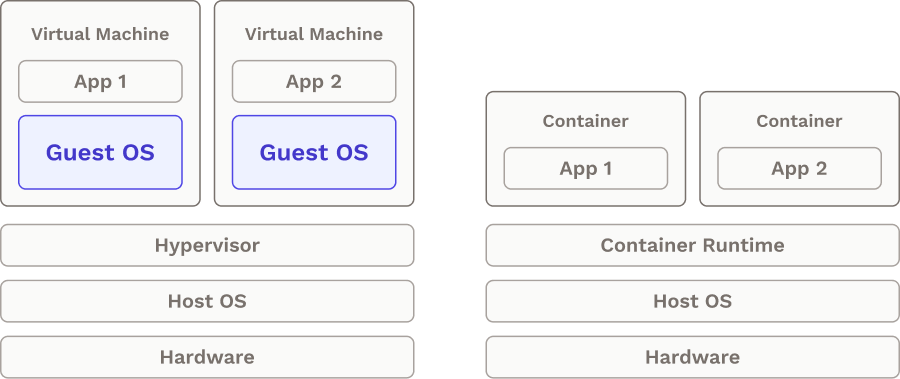 Virtual Machine
App 1
Guest OS
Virtual Machine
App 2
Guest OS
Hypervisor
Host OS
Hardware
Container
App 1
Container
App 2
Container Runtime
Host OS
Hardware